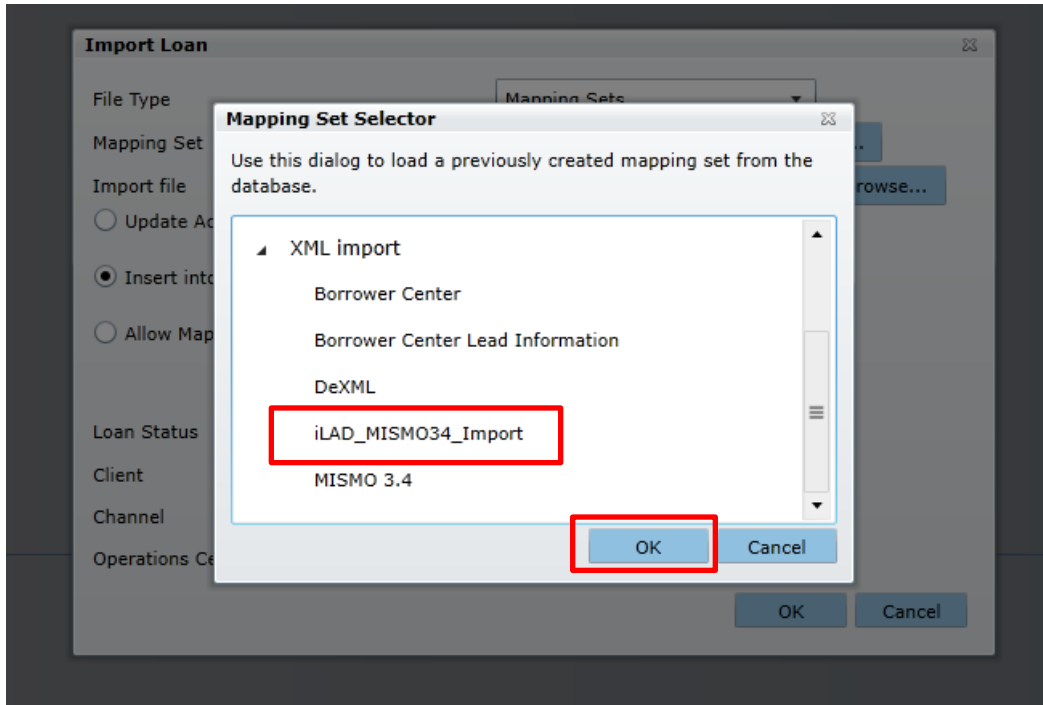 Import Loan
File Type
Mapping Sets
Mapping Set
..
Import file
rowse...
Update Ac
Insert into
Allow Map
Loan Status
Client
Channel
Operations Ce
OK
Cancel
Mapping Set Selector
Use this dialog to load a previously created mapping set from the
database.
XML import
Borrower Center
Borrower Center Lead Information
DeXML
iLAD_MISMO34_Import
MISMO 3.4
OK
Cancel